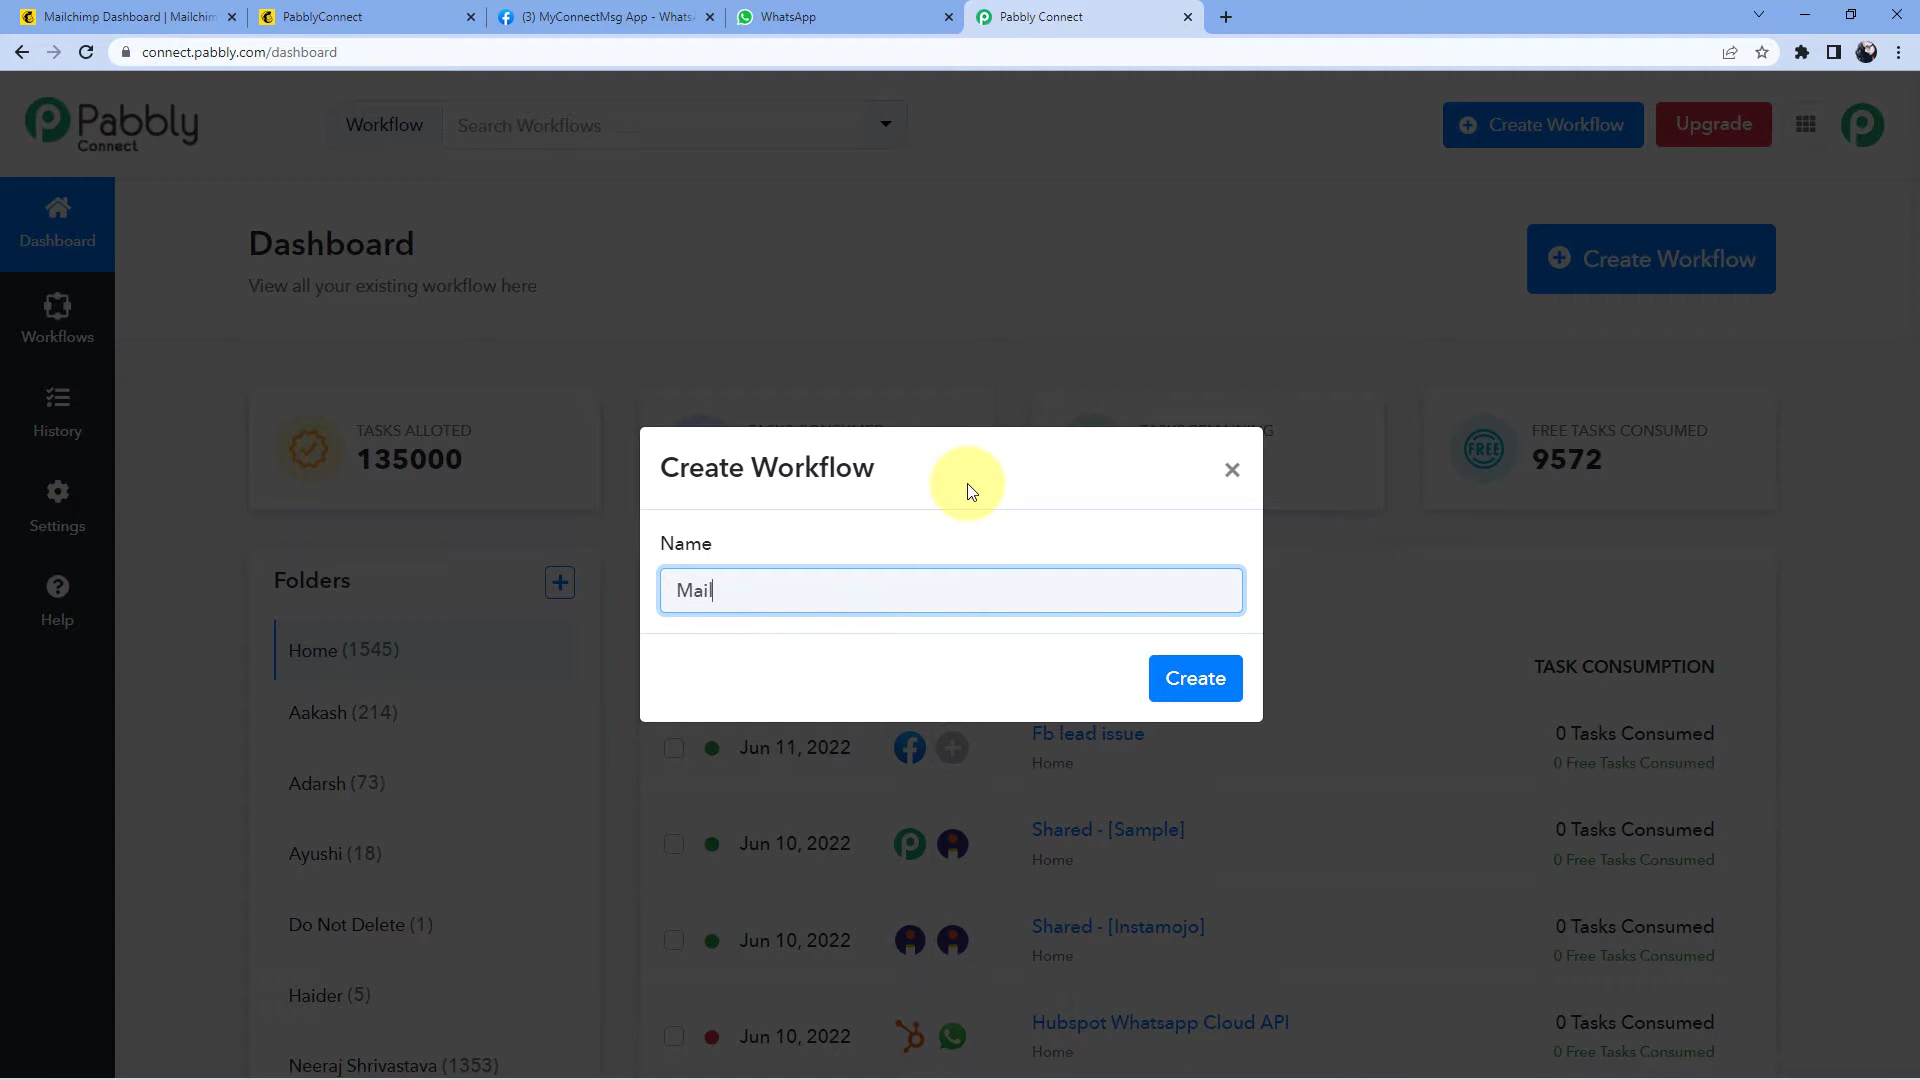 Mailchimp Dashboard | Mailchim
PabblyConnect
(3) MyConnectMsg App - Whats
WhatsApp
Pabbly Connect
connect.pabbly.com/dashboard
Pabbly
Connect
Workflow
Search Workflows
Create Workflow
Upgrade
Dashboard
Workflows
History
Settings
Help
Dashboard
View all your existing workflow here
Create Workflow
TASKS ALLOTED
135000
FREE
FREE TASKS CONSUMED
9572
Create Workflow
×
Name
Mail
Create
Folders
Home (1545)
Aakash (214)
Adarsh (73)
Ayushi (18)
Do Not Delete (1)
Haider (5)
Neeraj Shrivastava (1353)
TASK CONSUMPTION
Jun 11, 2022
Fb lead issue
Home
0 Tasks Consumed
0 Free Tasks Consumed
Jun 10, 2022
Shared - [Sample]
Home
0 Tasks Consumed
0 Free Tasks Consumed
Jun 10, 2022
Shared - [Instamojo]
Home
0 Tasks Consumed
0 Free Tasks Consumed
Jun 10, 2022
Hubspot Whatsapp Cloud API
Home
0 Tasks Consumed
0 Free Tasks Consumed